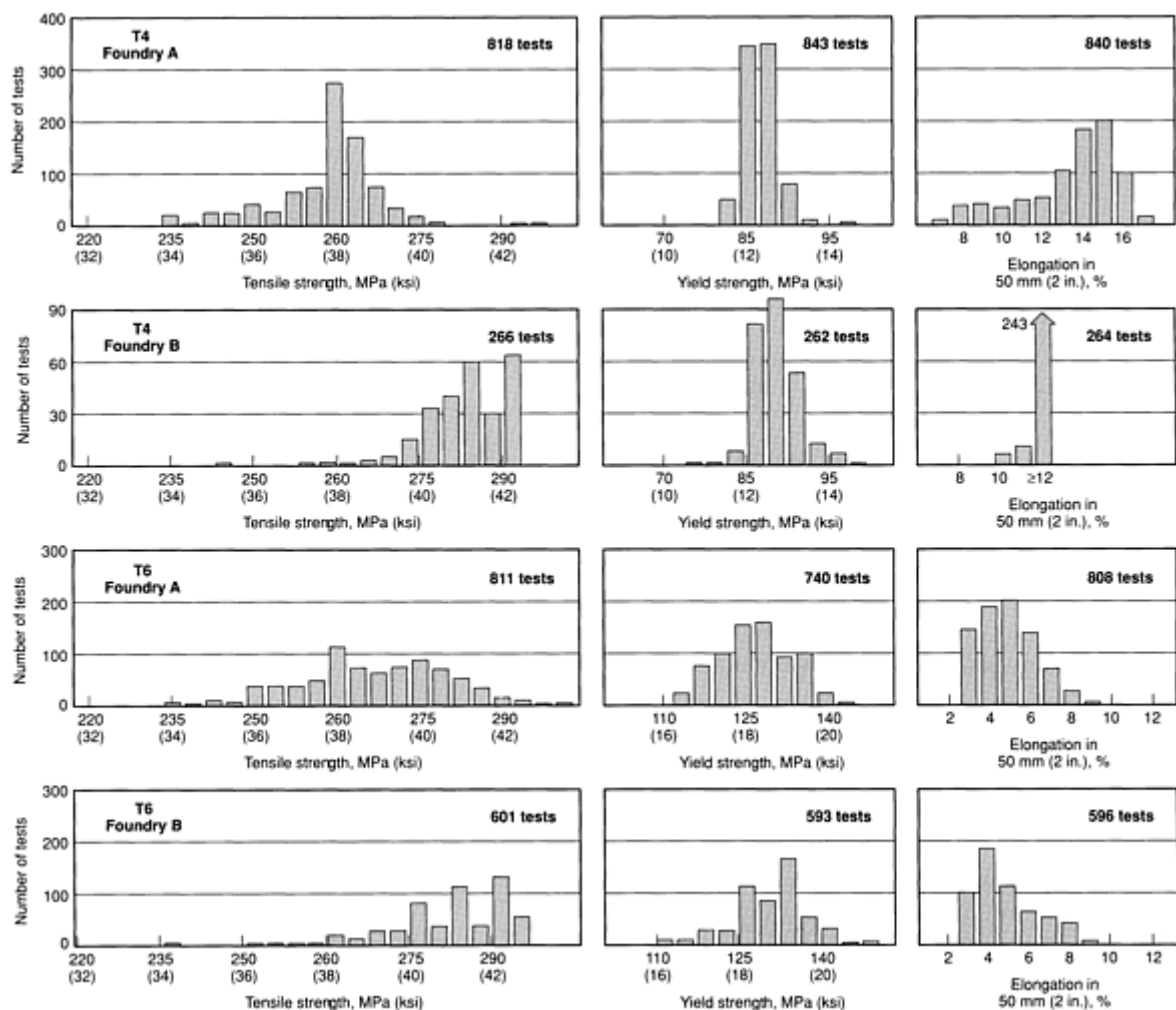 T4
Foundry A
818 tests
843 tests
840 tests
Number of tests
400
300
200
100
0
220 235 250 260 275 290
(32) (34) (36) (38) (40) (42)
Tensile strength, MPa (ksi)
70 85 95
(10) (12) (14)
Yield strength, MPa (ksi)
8 10 12 14 16
Elongation in
50 mm (2 in.), %
T4
Foundry B
266 tests
262 tests
243
264 tests
Number of tests
90
60
30
0
220 235 250 260 275 290
(32) (34) (36) (38) (40) (42)
Tensile strength, MPa (ksi)
70 85 95
(10) (12) (14)
Yield strength, MPa (ksi)
8 10 ≥12
Elongation in
50 mm (2 in.), %
T6
Foundry A
811 tests
740 tests
808 tests
Number of tests
300
200
100
0
220 235 250 260 275 290
(32) (34) (36) (38) (40) (42)
Tensile strength, MPa (ksi)
110 125 140
(16) (18) (20)
Yield strength, MPa (ksi)
2 4 6 8 10 12
Elongation in
50 mm (2 in.), %
T6
Foundry B
601 tests
593 tests
596 tests
Number of tests
300
200
100
0
220 235 250 260 275 290
(32) (34) (36) (38) (40) (42)
Tensile strength, MPa (ksi)
110 125 140
(16) (18) (20)
Yield strength, MPa (ksi)
2 4 6 8 10 12
Elongation in
50 mm (2 in.), %